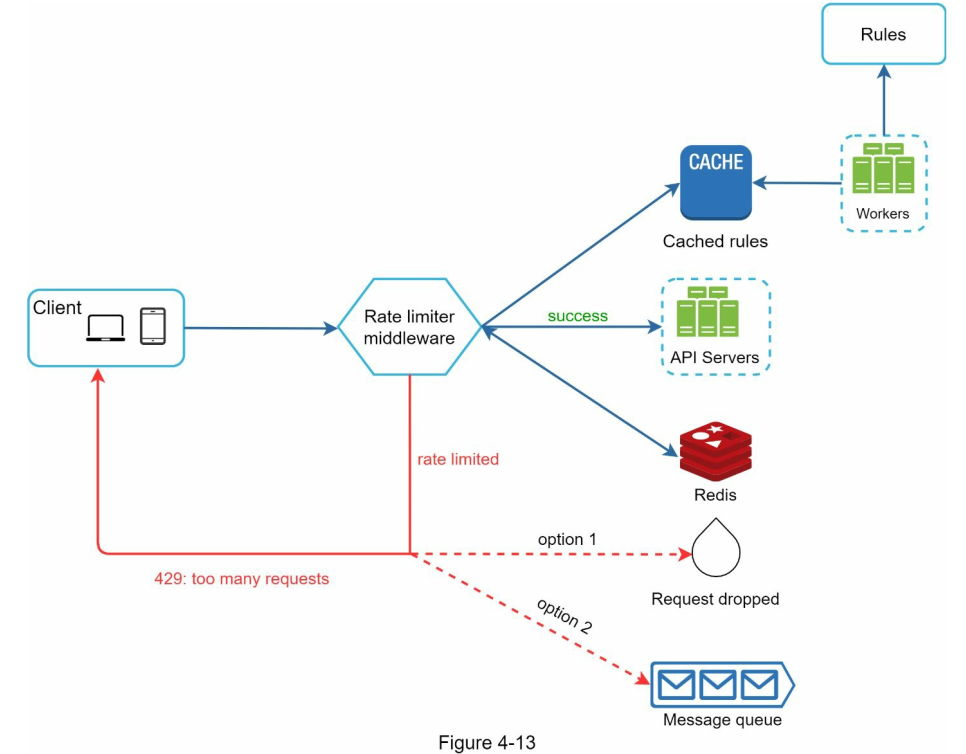 Rules
CACHE
Workers
Cached rules
Client
Rate limiter
middleware
success
API Servers
rate limited
Redis
option 1
429: too many requests
Request dropped
option 2
Message queue
Figure 4-13